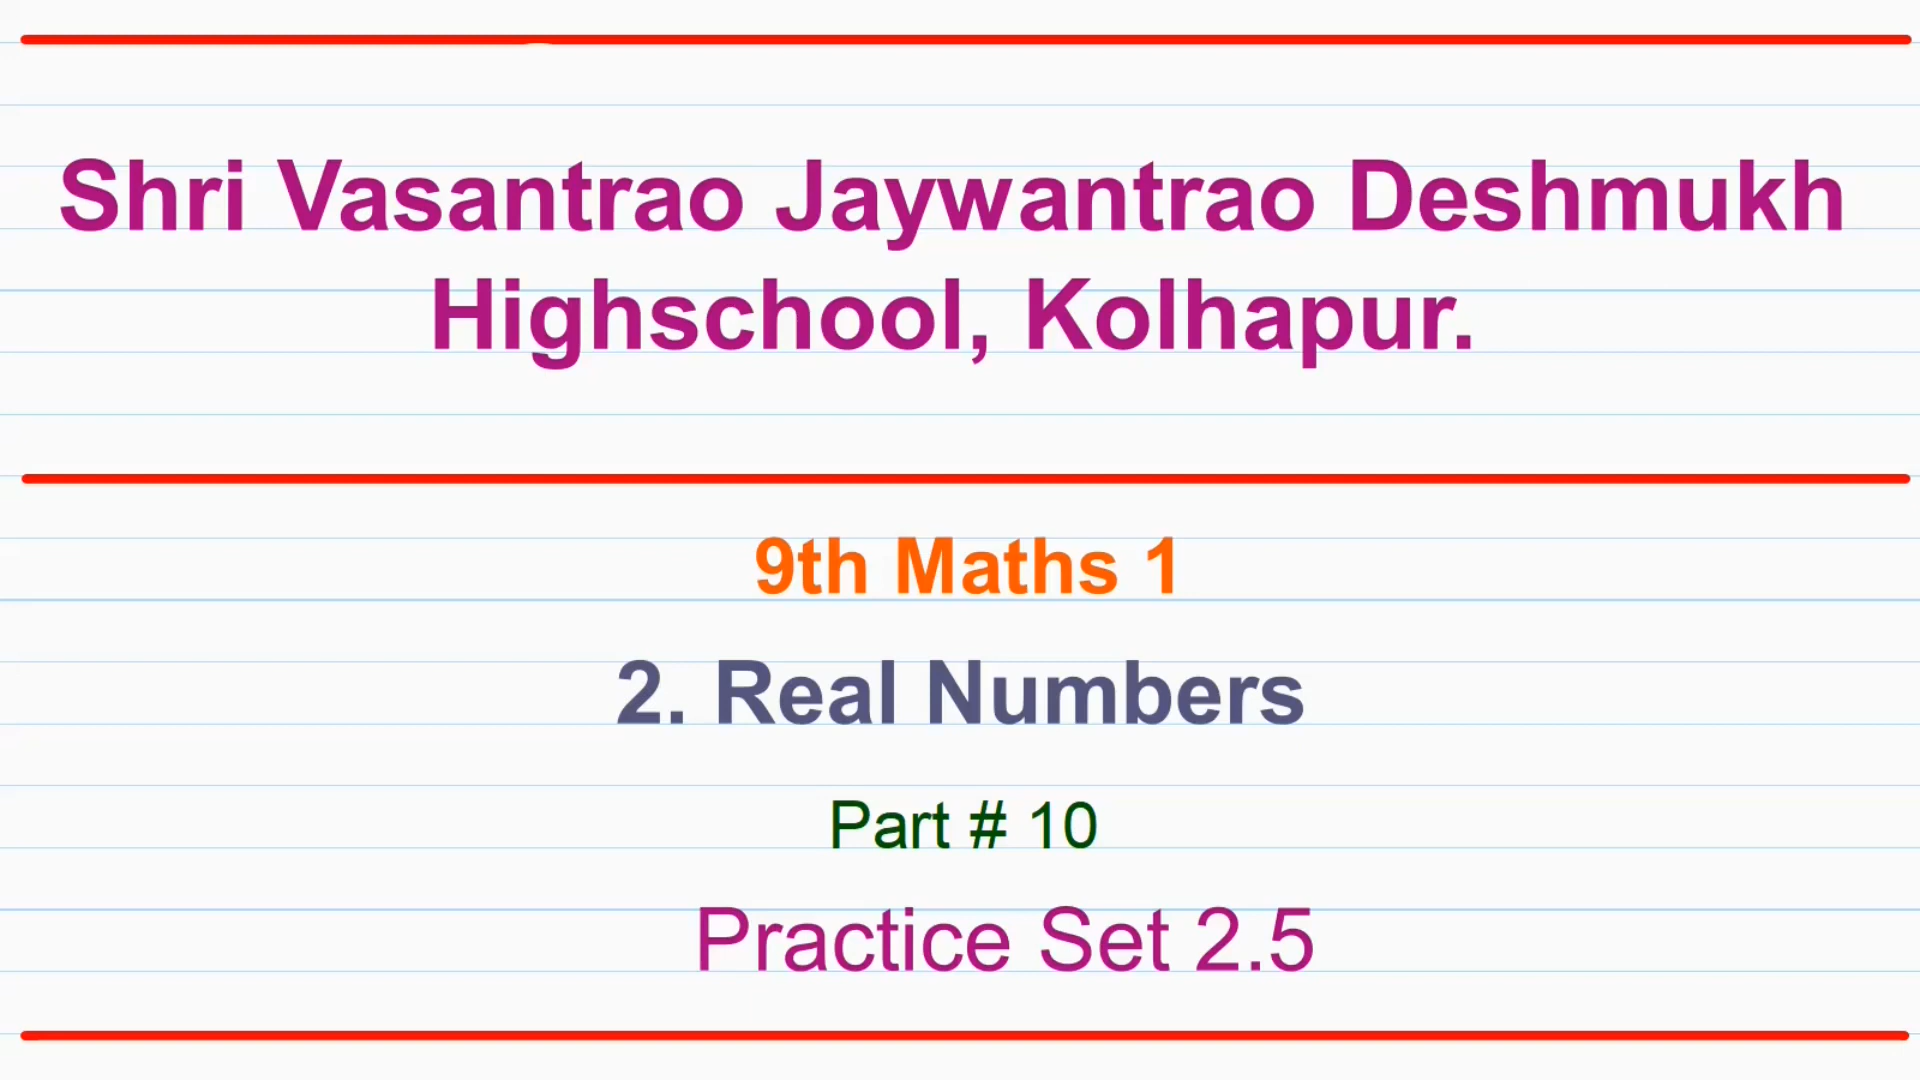 Shri Vasantrao Jaywantrao Deshmukh
Highschool, Kolhapur.
9th Maths 1
2. Real Numbers
Part # 10
Practice Set 2.5